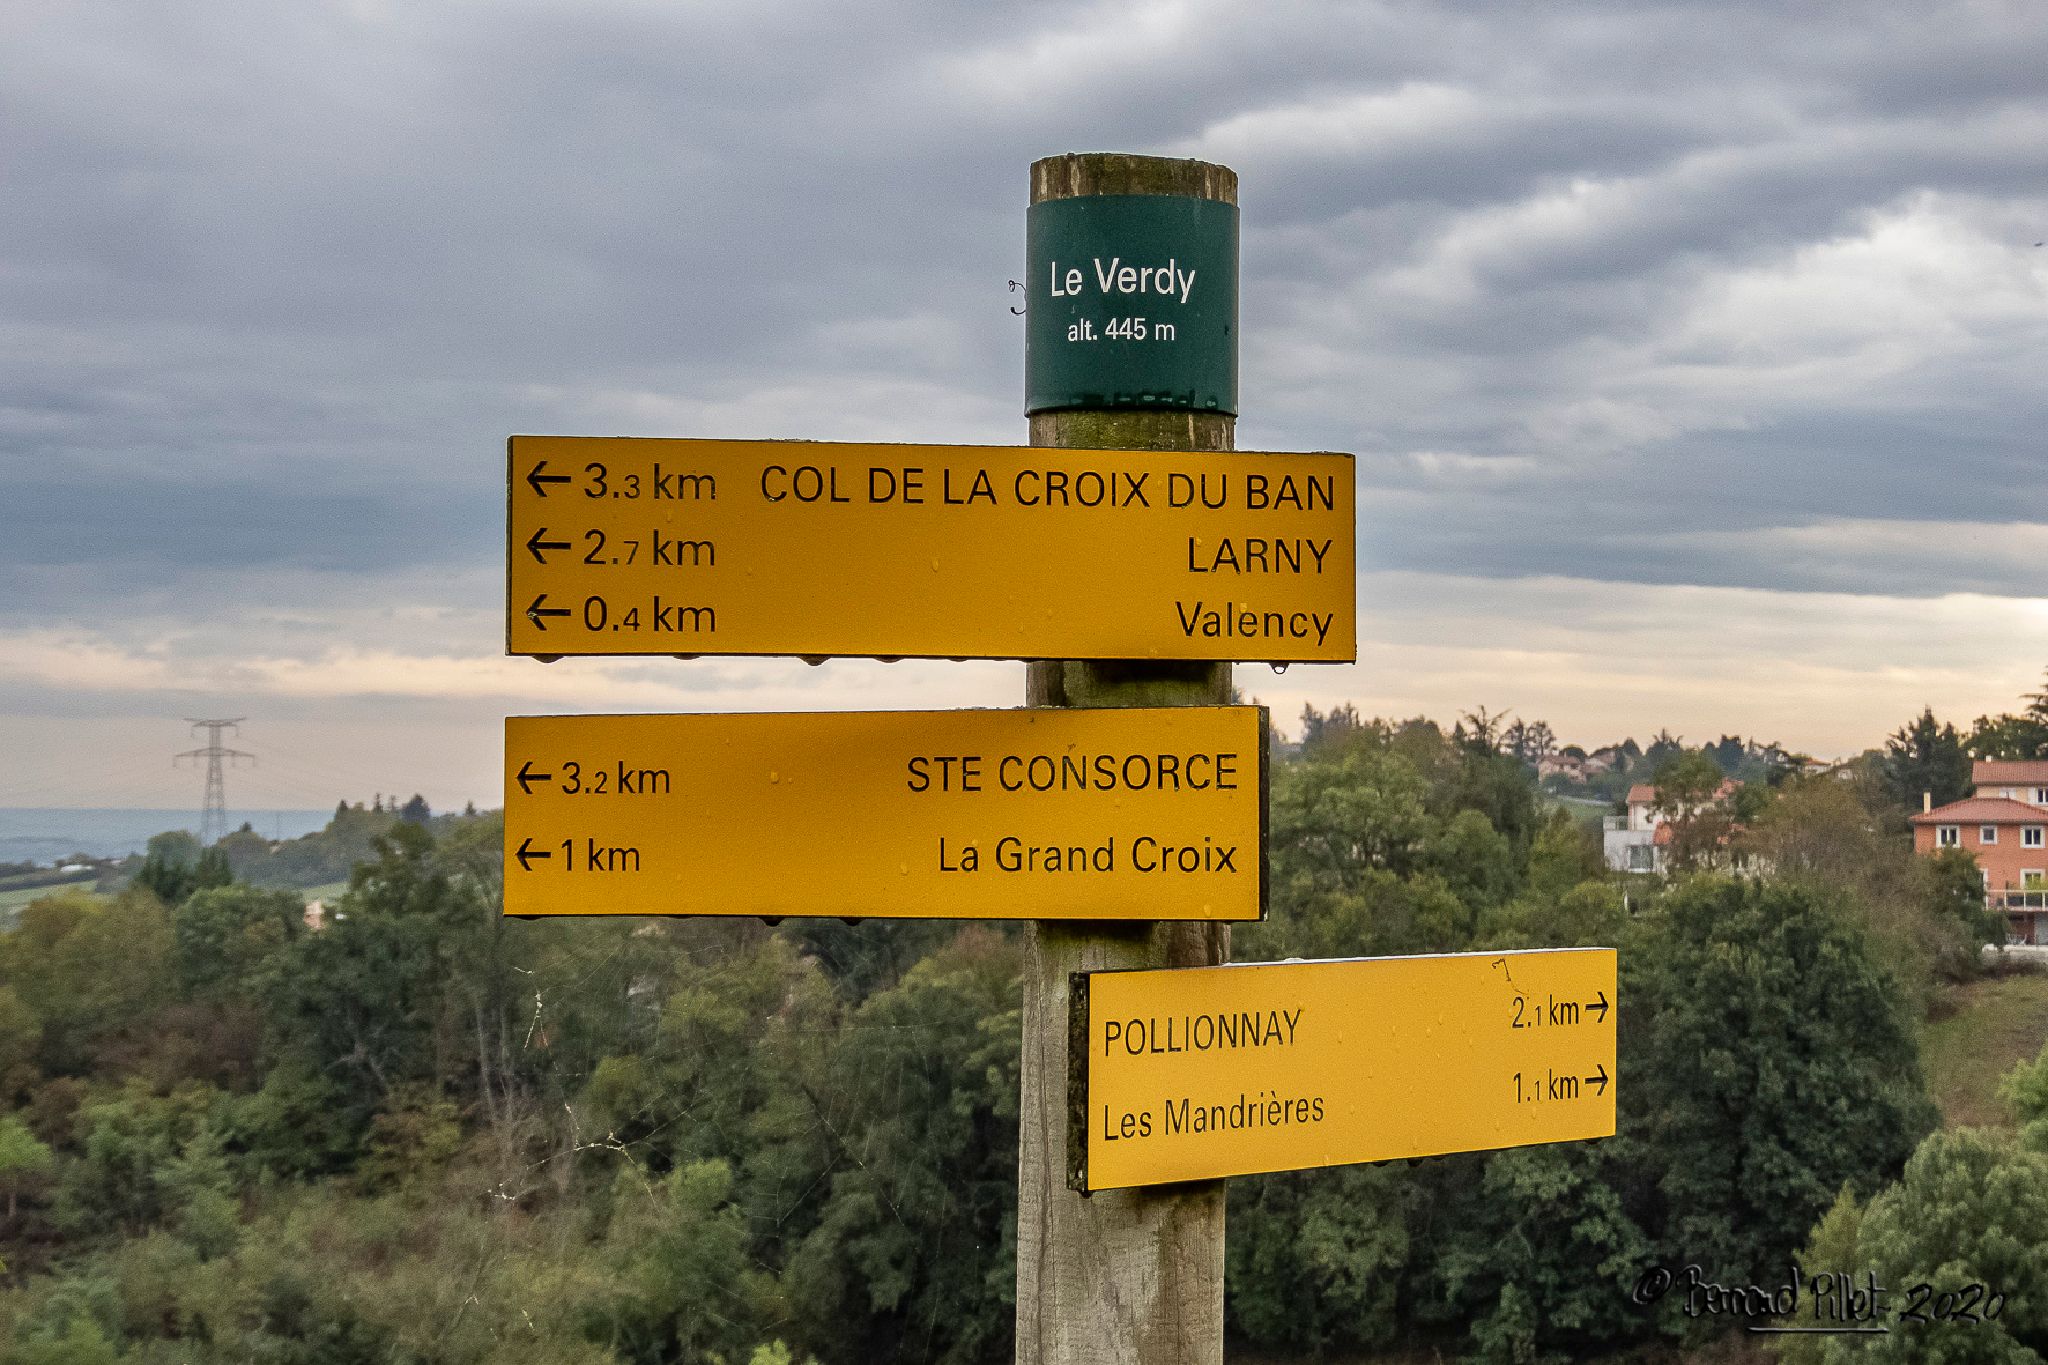 Le Verdy
alt. 445 m
← 3.3 km COL DE LA CROIX DU BAN
← 2.7 km LARNY
← 0.4 km Valency
← 3.2 km STE CONSORCE
← 1 km La Grand Croix
POLLIONNAY 2.1 km →
Les Mandrières 1.1 km →
© Bernard Pillet 2020